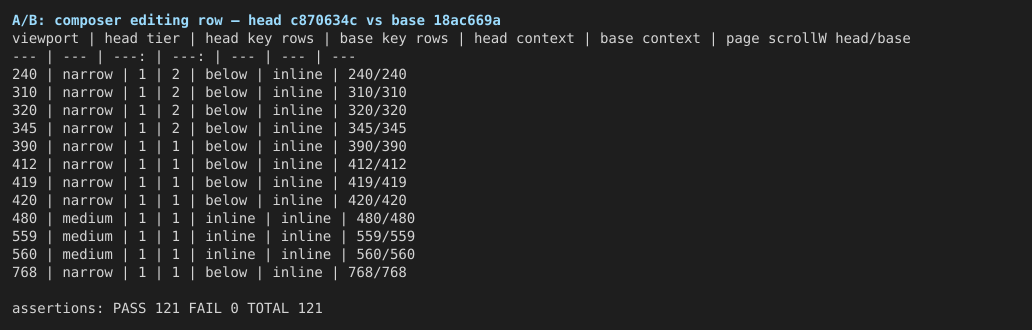 A/B: composer editing row — head c870634c vs base 18ac669a
viewport | head tier | head key rows | base key rows | head context | base context | page scrollW head/base
--- | --- | ---: | ---: | --- | --- | ---
240 | narrow | 1 | 2 | below | inline | 240/240
310 | narrow | 1 | 2 | below | inline | 310/310
320 | narrow | 1 | 2 | below | inline | 320/320
345 | narrow | 1 | 2 | below | inline | 345/345
390 | narrow | 1 | 1 | below | inline | 390/390
412 | narrow | 1 | 1 | below | inline | 412/412
419 | narrow | 1 | 1 | below | inline | 419/419
420 | narrow | 1 | 1 | below | inline | 420/420
480 | medium | 1 | 1 | inline | inline | 480/480
559 | medium | 1 | 1 | inline | inline | 559/559
560 | medium | 1 | 1 | inline | inline | 560/560
768 | narrow | 1 | 1 | below | inline | 768/768
assertions: PASS 121 FAIL 0 TOTAL 121